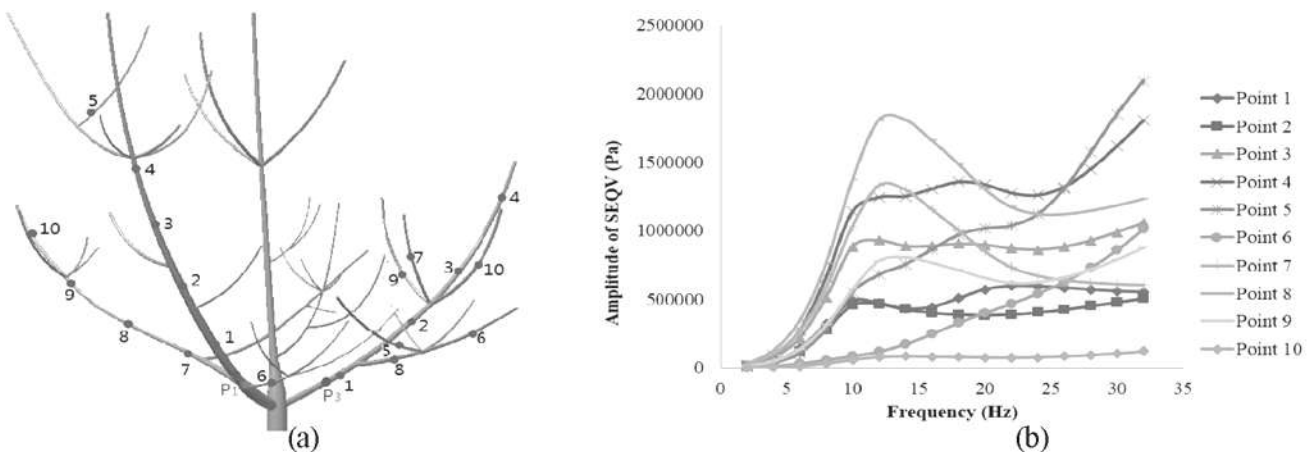 5
4
3
2
1
10
9
8
7
6
P1
P3
1
2
3
4
5
6
7
8
9
10
(a)
2500000
2000000
1500000
1000000
500000
0
Amplitude of SEQV (Pa)
0 5 10 15 20 25 30 35
Frequency (Hz)
Point 1
Point 2
Point 3
Point 4
Point 5
Point 6
Point 7
Point 8
Point 9
Point 10
(b)